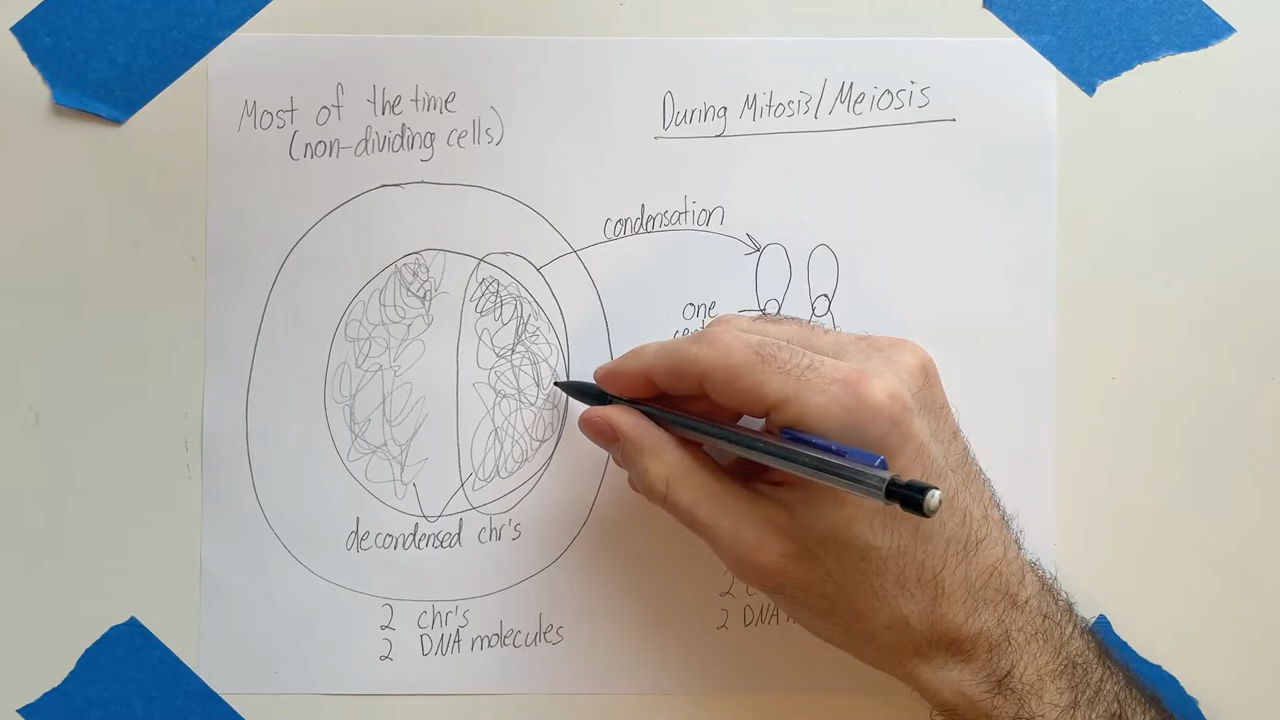 Most of the time
(non-dividing cells)
During Mitosis/Meiosis
condensation
one
decondensed chr's
2 chr's
2 DNA molecules
2
2 DNA